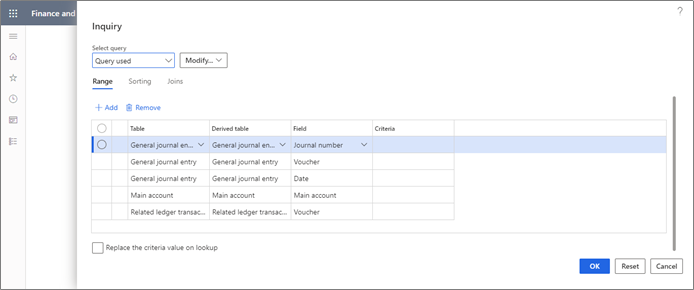 Finance and
?
Inquiry
Select query
Query used Modify...
Range Sorting Joins
+ Add Remove
Table Derived table Field Criteria
General journal en... General journal en... Journal number
General journal entry General journal entry Voucher
General journal entry General journal entry Date
Main account Main account Main account
Related ledger transac... Related ledger transac... Voucher
Replace the criteria value on lookup
OK Reset Cancel